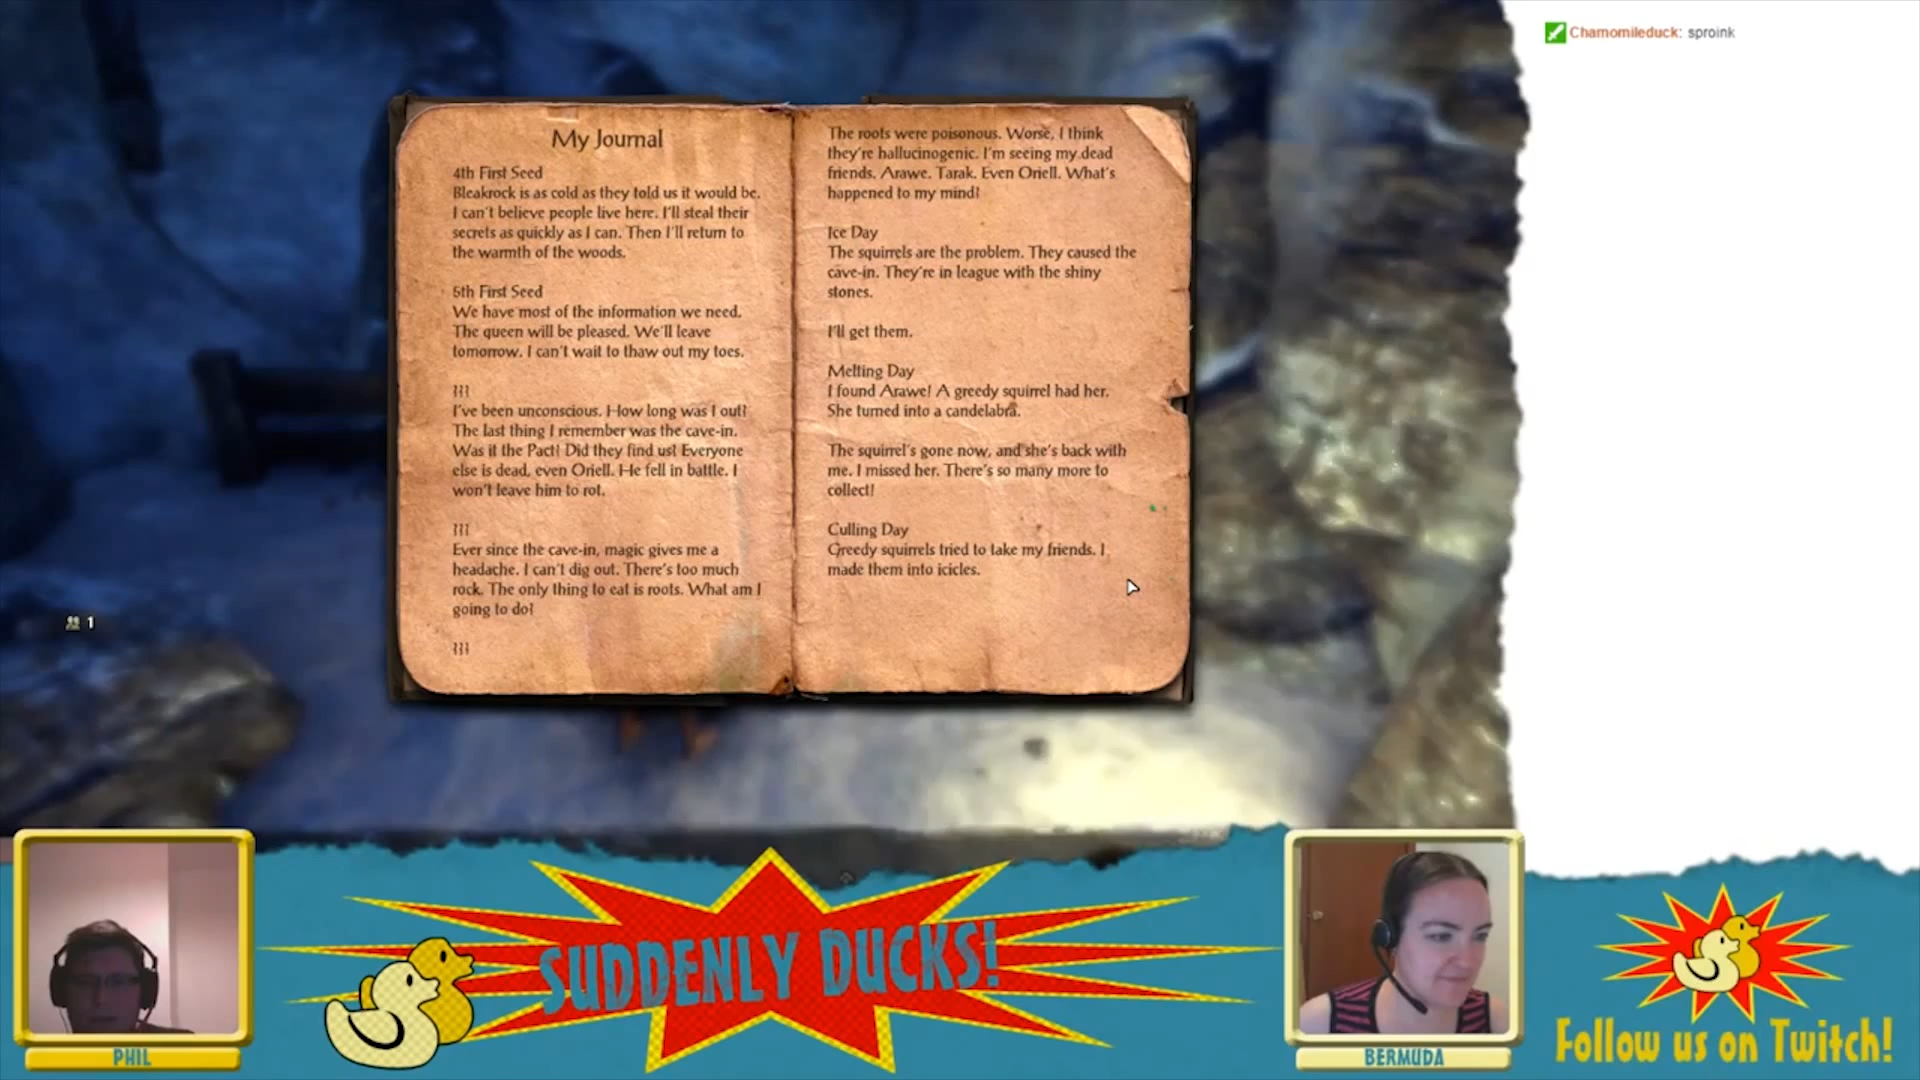 Chamomileduck: sproink
My Journal
4th First Seed
Bleakrock is as cold as they told us it would be.
I can't believe people live here. I'll steal their
secrets as quickly as I can. Then I'll return to
the warmth of the woods.
6th First Seed
We have most of the information we need.
The queen will be pleased. We'll leave
tomorrow. I can't wait to thaw out my toes.
???
I've been unconscious. How long was I out?
The last thing I remember was the cave-in.
Was it the Pact? Did they find us? Everyone
else is dead, even Oriell. He fell in battle. I
won't leave him to rot.
???
Ever since the cave-in, magic gives me a
headache. I can't dig out. There's too much
rock. The only thing to eat is roots. What am I
going to do?
???
The roots were poisonous. Worse, I think
they're hallucinogenic. I'm seeing my dead
friends. Arawe. Tarak. Even Oriell. What's
happened to my mind?
Ice Day
The squirrels are the problem. They caused the
cave-in. They're in league with the shiny
stones.
I'll get them.
Melting Day
I found Arawe! A greedy squirrel had her.
She turned into a candelabra.
The squirrel's gone now, and she's back with
me. I missed her. There's so many more to
collect!
Culling Day
Greedy squirrels tried to take my friends. I
made them into icicles.
1
SUDDENLY DUCKS!
PHIL
BERMUDA
Follow us on Twitch!